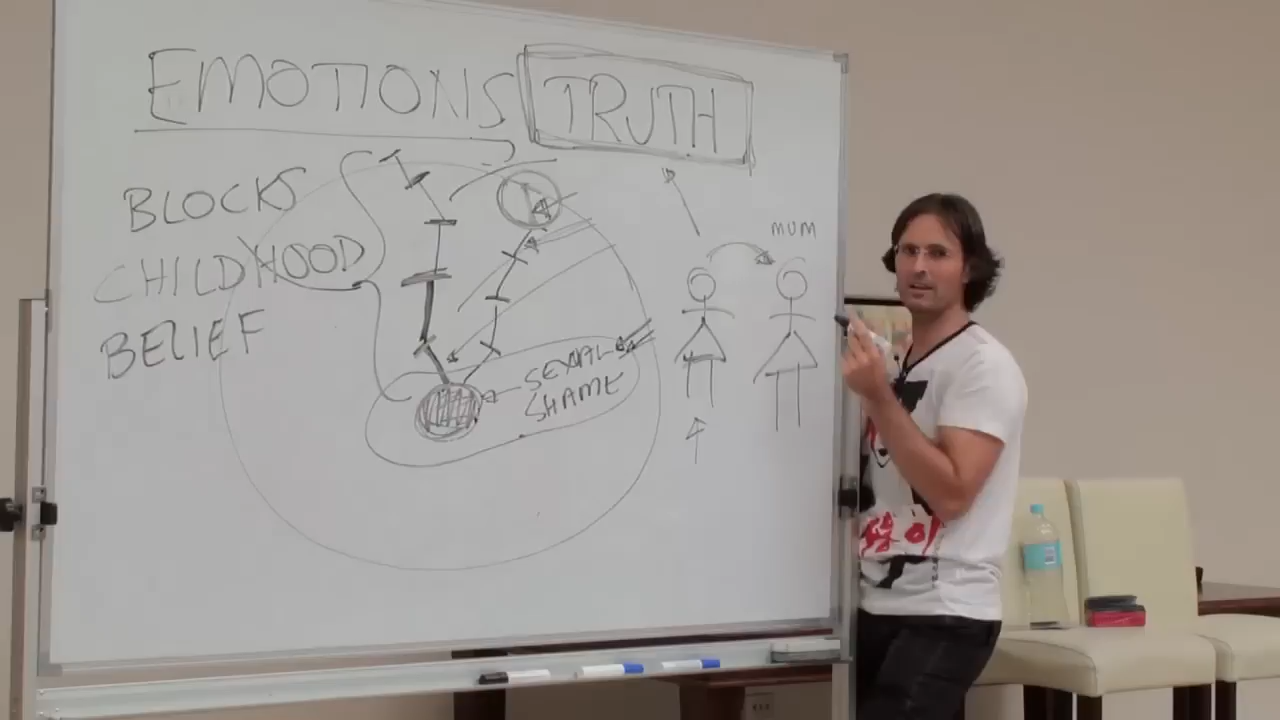 EMOTIONS TRUTH
BLOCKS
CHILDHOOD
BELIEF
SEXUAL
SHAME
MUM